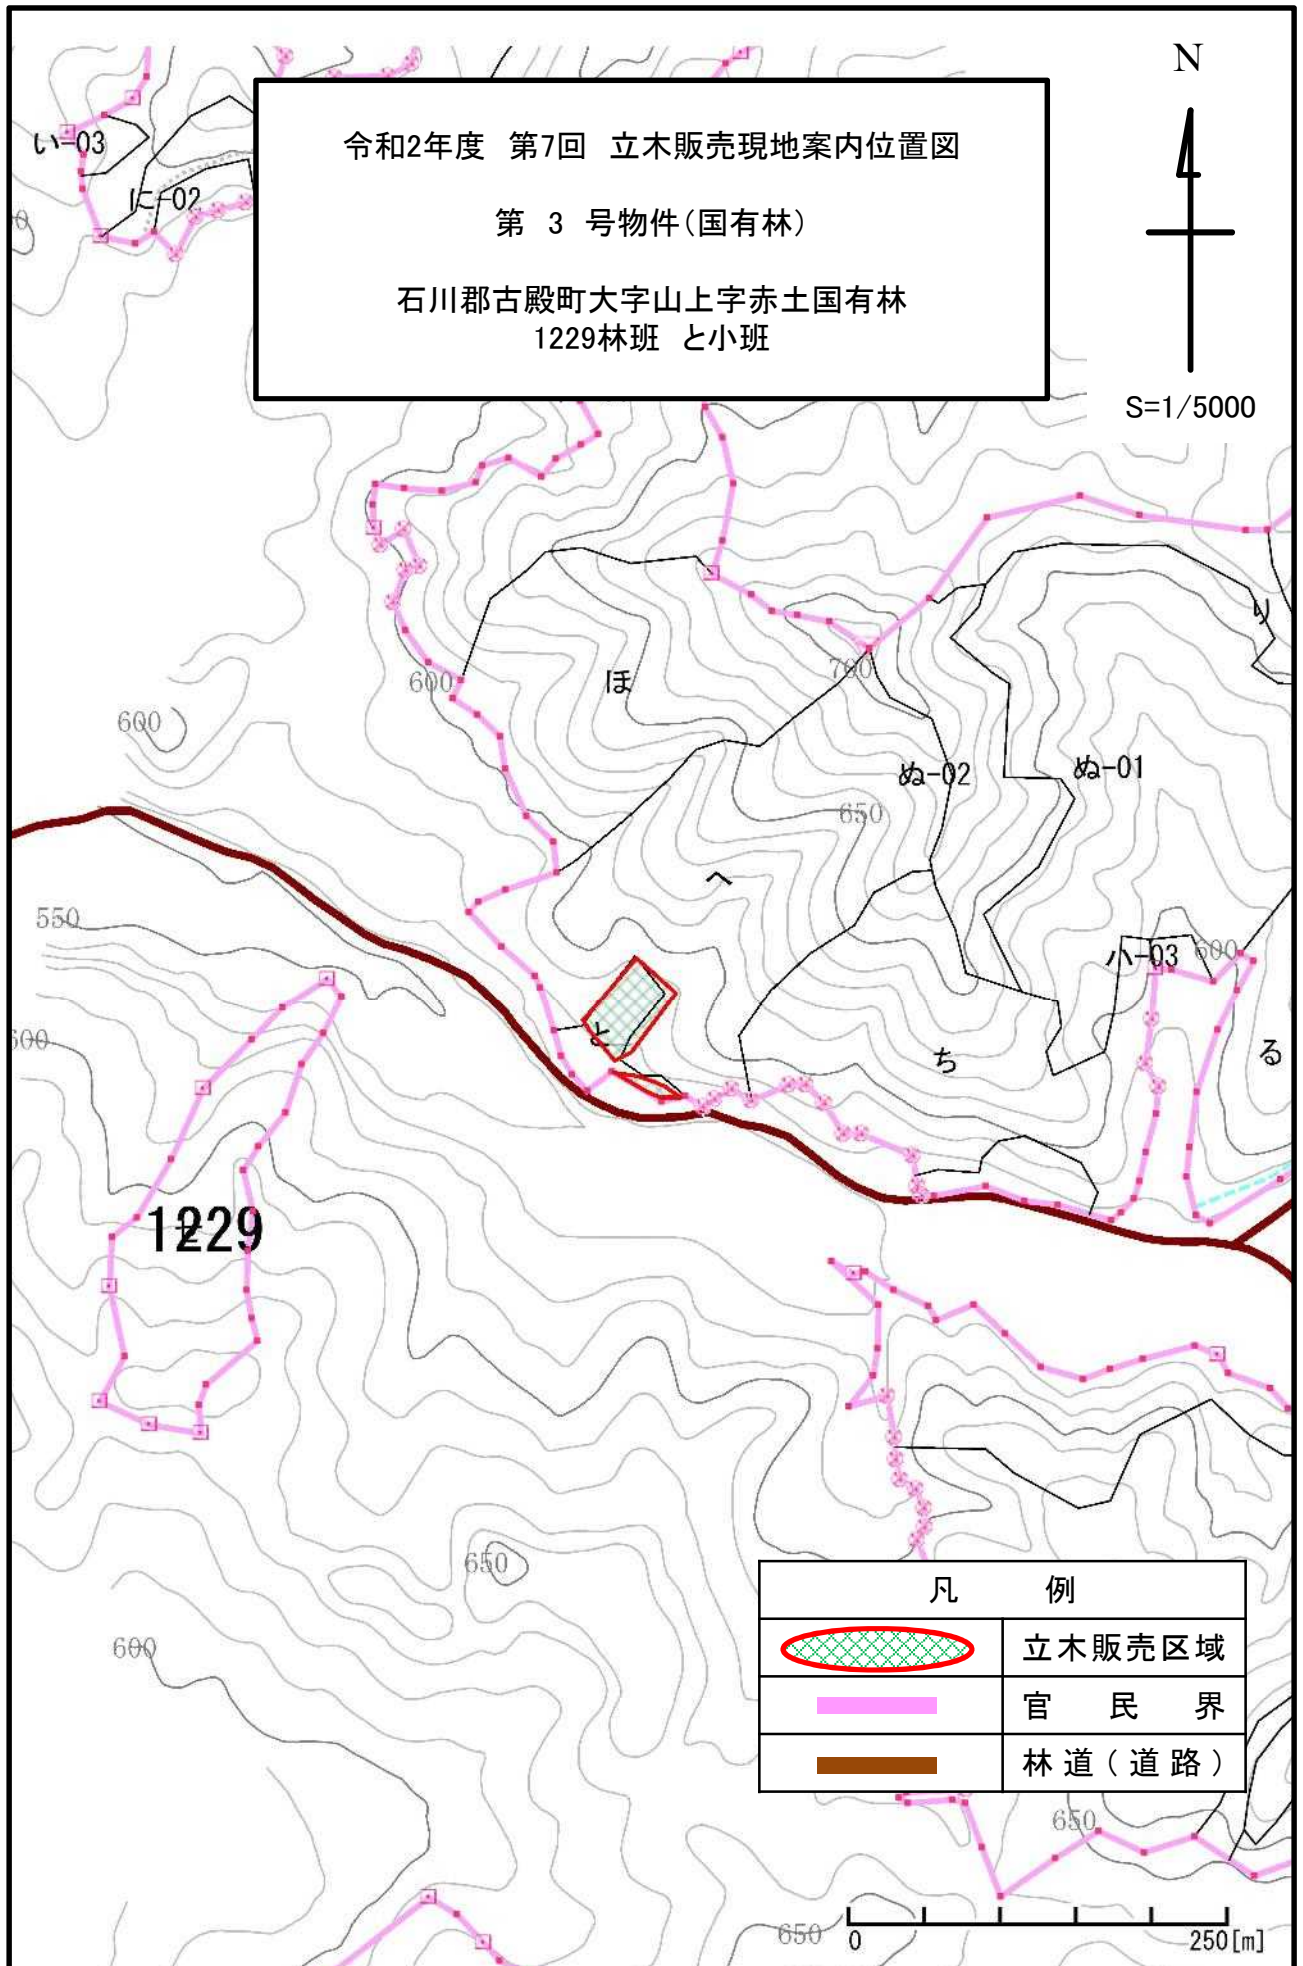 N
令和2年度 第7回 立木販売現地案内位置図
第 3 号物件(国有林)
石川郡古殿町大字山上字赤土国有林
1229林班 と小班
S=1/5000
い-03
に-02
り
ほ
600
700
600
ぬ-02
ぬ-01
650
へ
550
ハ-03
600
600
と
ち
る
1229
650
600
凡 例
立木販売区域
官 民 界
林道(道路)
650
650
0
250[m]